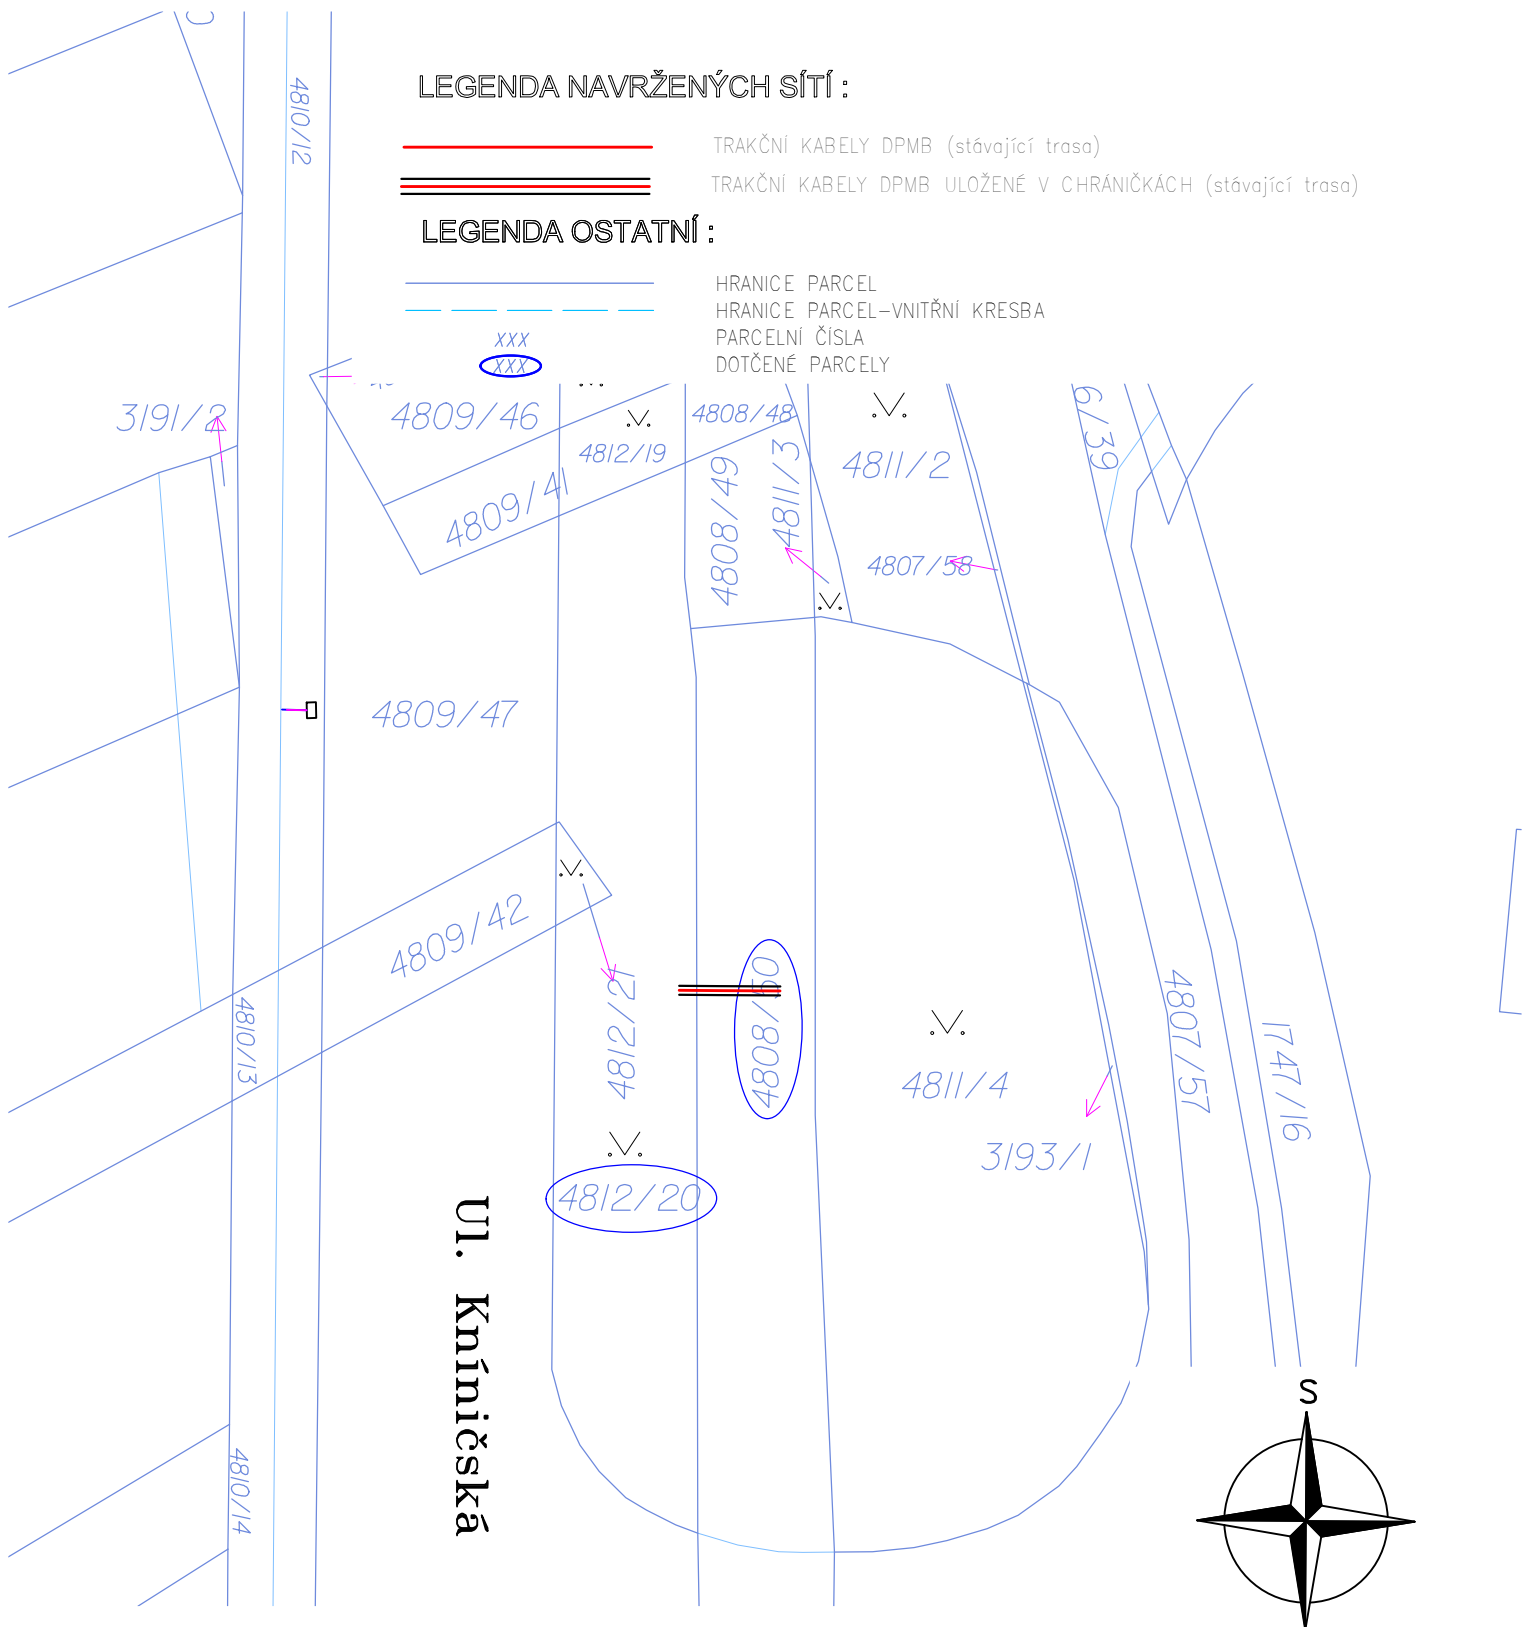 4810/12
LEGENDA NAVRŽENÝCH SÍTÍ :
TRAKČNÍ KABELY DPMB (stávající trasa)
TRAKČNÍ KABELY DPMB ULOŽENÉ V CHRÁNIČKÁCH (stávající trasa)
LEGENDA OSTATNÍ :
HRANICE PARCEL
HRANICE PARCEL-VNITŘNÍ KRESBA
XXX PARCELNÍ ČÍSLA
XXX DOTČENÉ PARCELY
3191/2
4809/46
4808/48
6/39
4812/19
4811/2
4809/41
4808/49
4811/3
4807/58
4809/47
4809/42
4812/21
4808/50
4810/13
4811/4
4807/57
1747/16
3193/1
4812/20
Ul. Kníničská
S
4810/14